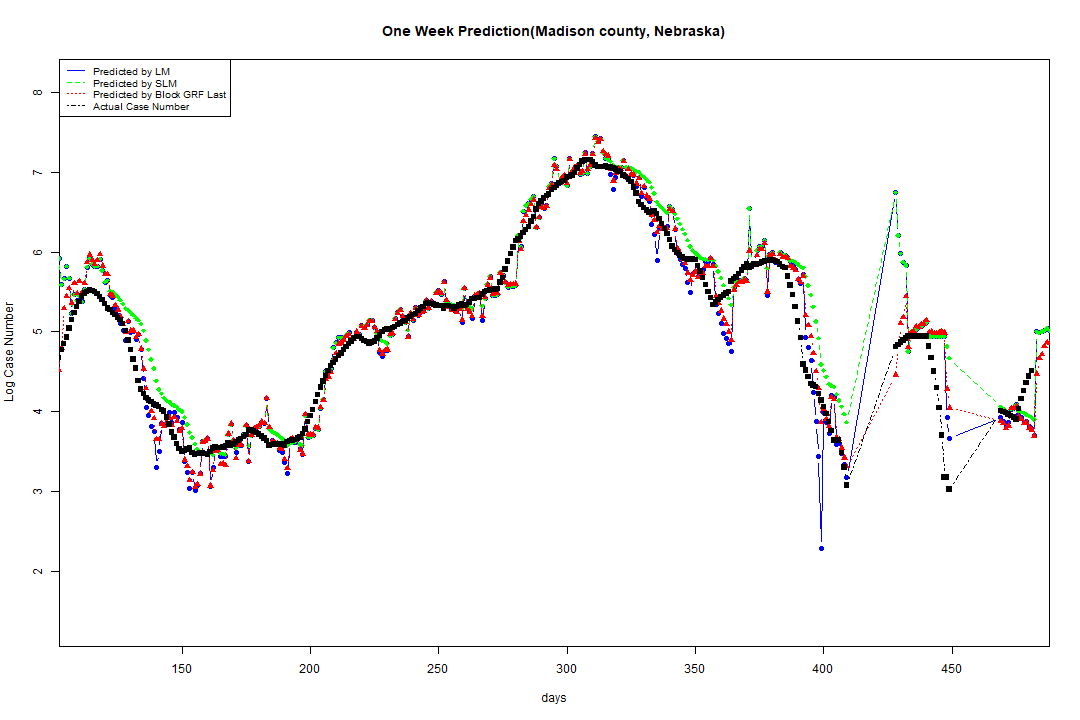 One Week Prediction(Madison county, Nebraska)
Predicted by LM
Predicted by SLM
Predicted by Block GRF Last
Actual Case Number
Log Case Number
8
7
6
5
4
3
2
150 200 250 300 350 400 450
days